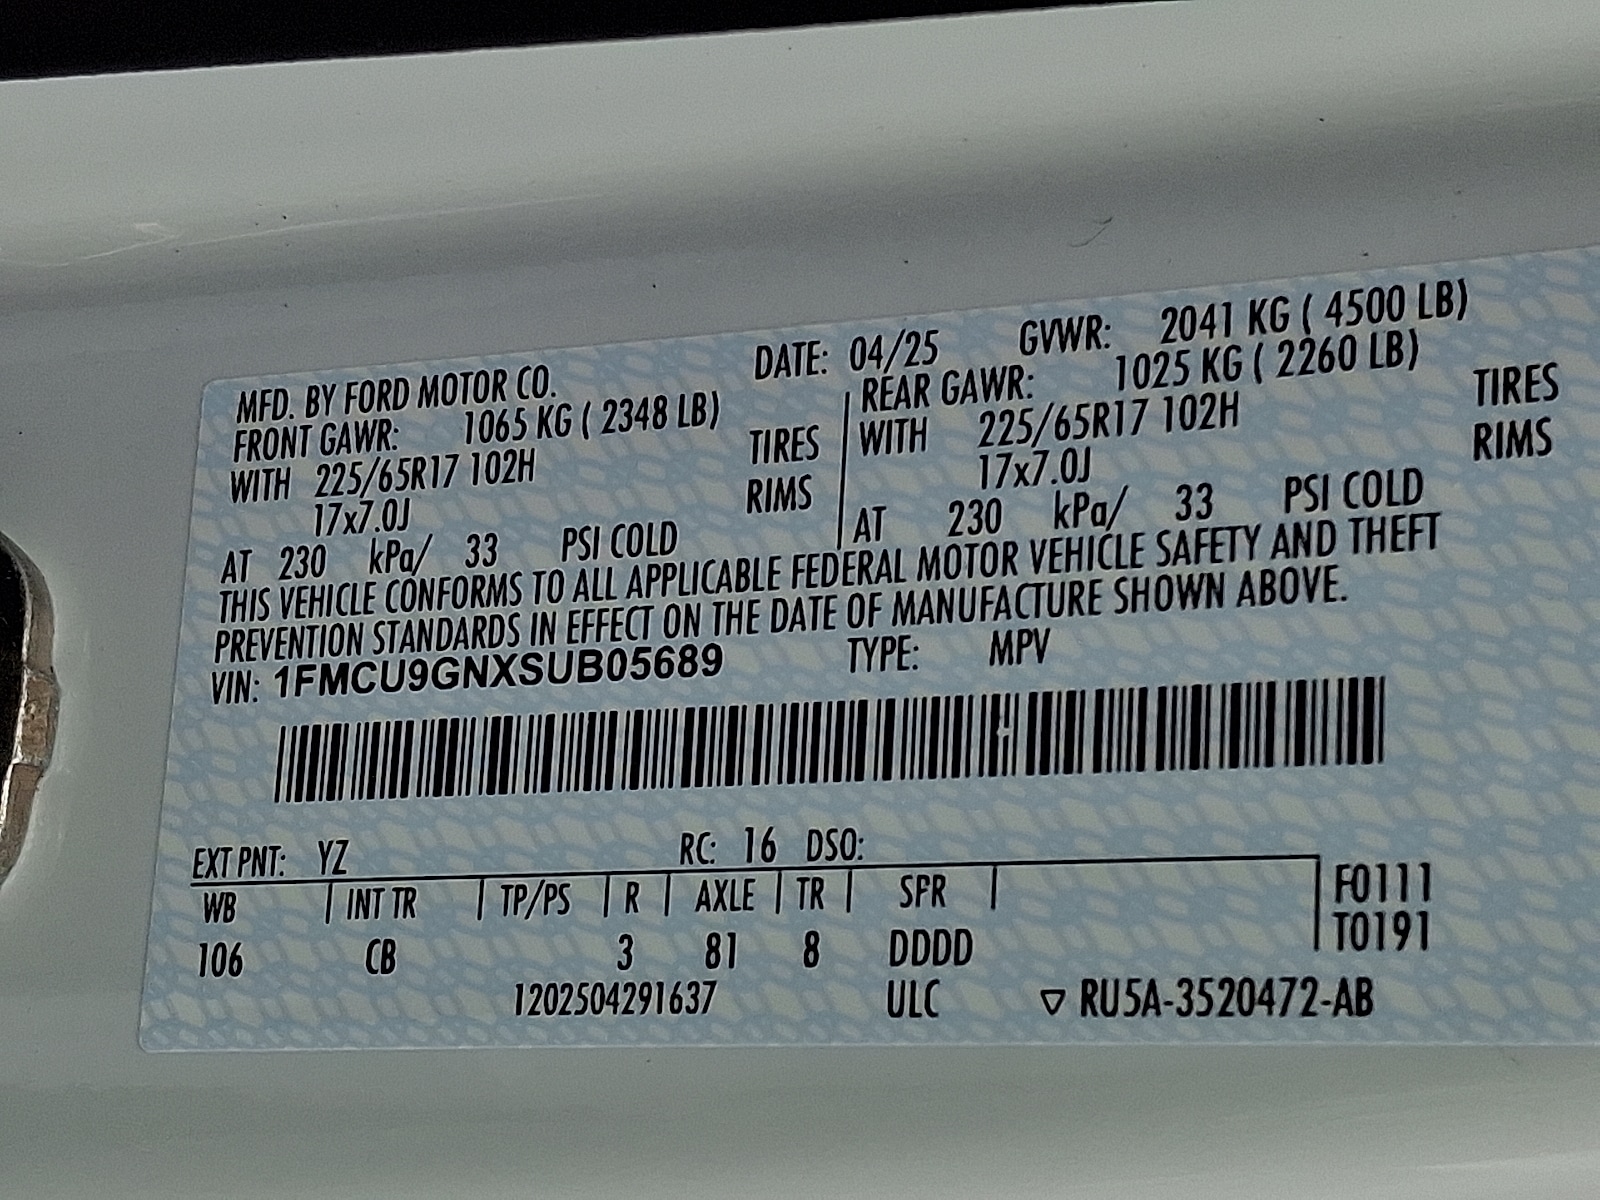 MFD. BY FORD MOTOR CO. DATE: 04/25 GVWR: 2041 KG ( 4500 LB)
FRONT GAWR: 1065 KG ( 2348 LB) REAR GAWR: 1025 KG ( 2260 LB)
WITH 225/65R17 102H TIRES WITH 225/65R17 102H TIRES
17x7.0J RIMS 17x7.0J RIMS
AT 230 kPa/ 33 PSI COLD AT 230 kPa/ 33 PSI COLD
THIS VEHICLE CONFORMS TO ALL APPLICABLE FEDERAL MOTOR VEHICLE SAFETY AND THEFT
PREVENTION STANDARDS IN EFFECT ON THE DATE OF MANUFACTURE SHOWN ABOVE.
VIN: 1FMCU9GNXSUB05689 TYPE: MPV
EXT PNT: YZ RC: 16 DSO:
WB INT TR TP/PS R AXLE TR SPR F0111
T0191
106 CB 3 81 8 DDDD
1202504291637 ULC ▽ RU5A-3520472-AB